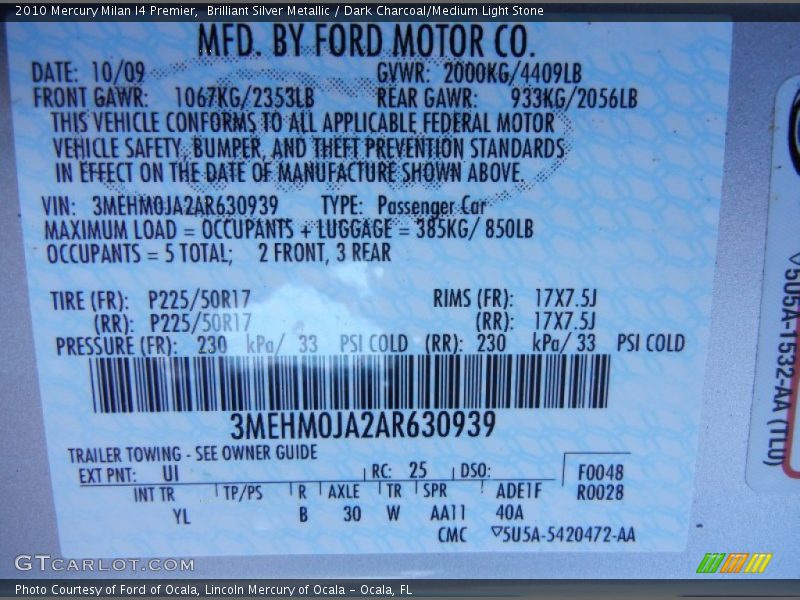 2010 Mercury Milan I4 Premier,  Brilliant Silver Metallic / Dark Charcoal/Medium Light Stone
MFD. BY FORD MOTOR CO.
DATE: 10/09 GVWR: 2000KG/4409LB
FRONT GAWR: 1067KG/2353LB REAR GAWR: 933KG/2056LB
THIS VEHICLE CONFORMS TO ALL APPLICABLE FEDERAL MOTOR
VEHICLE SAFETY, BUMPER, AND THEFT PREVENTION STANDARDS
IN EFFECT ON THE DATE OF MANUFACTURE SHOWN ABOVE.
VIN: 3MEHM0JA2AR630939 TYPE: Passenger Car
MAXIMUM LOAD = OCCUPANTS + LUGGAGE = 385KG/ 850LB
OCCUPANTS = 5 TOTAL; 2 FRONT, 3 REAR
TIRE (FR): P225/50R17 RIMS (FR): 17X7.5J
(RR): P225/50R17 (RR): 17X7.5J
PRESSURE (FR): 230 kPa/ 33 PSI COLD (RR): 230 kPa/ 33 PSI COLD
3MEHM0JA2AR630939
TRAILER TOWING - SEE OWNER GUIDE
EXT PNT: UI RC: 25 DSO: F0048
INT TR TP/PS R AXLE TR SPR ADE1F R0028
YL B 30 W AA11 40A
CMC ▽5U5A-5420472-AA
▽5U5A-1532-AA (TLU)
GTCARLOT.COM
Photo Courtesy of Ford of Ocala, Lincoln Mercury of Ocala – Ocala, FL